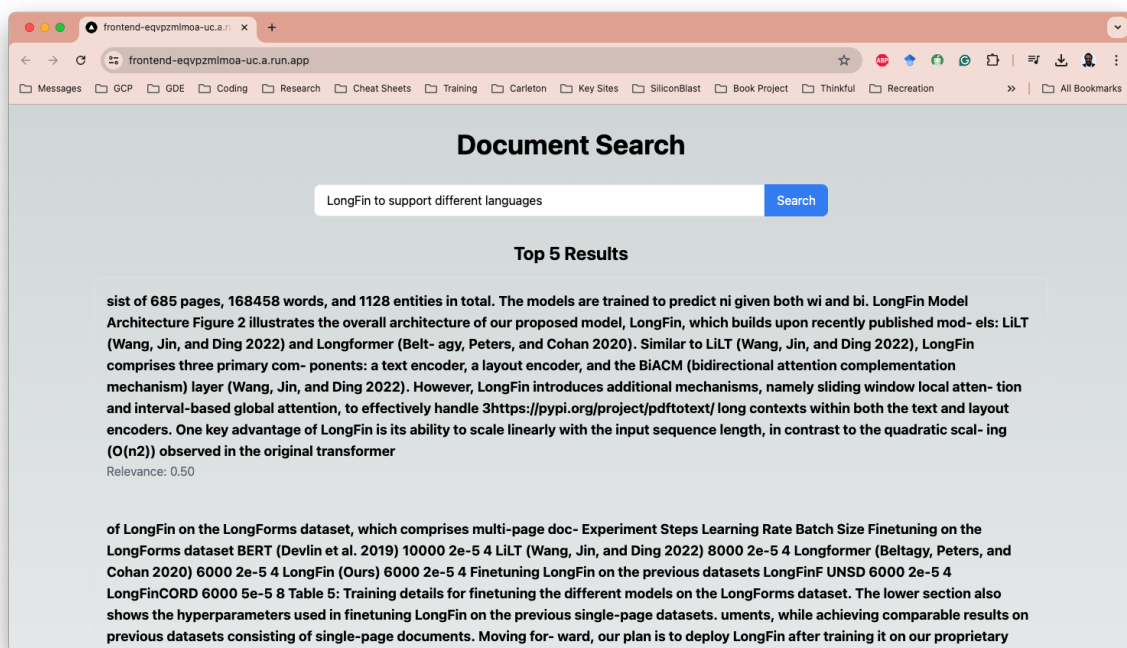 frontend-eqvpzmlmoa-uc.a.r
frontend-eqvpzmlmoa-uc.a.run.app
ABP
G
Messages GCP GDE Coding Research Cheat Sheets Training Carleton Key Sites SiliconBlast Book Project Thinkful Recreation » All Bookmarks
Document Search
LongFin to support different languages Search
Top 5 Results
sist of 685 pages, 168458 words, and 1128 entities in total. The models are trained to predict ni given both wi and bi. LongFin Model
Architecture Figure 2 illustrates the overall architecture of our proposed model, LongFin, which builds upon recently published mod- els: LiLT
(Wang, Jin, and Ding 2022) and Longformer (Belt- agy, Peters, and Cohan 2020). Similar to LiLT (Wang, Jin, and Ding 2022), LongFin
comprises three primary com- ponents: a text encoder, a layout encoder, and the BiACM (bidirectional attention complementation
mechanism) layer (Wang, Jin, and Ding 2022). However, LongFin introduces additional mechanisms, namely sliding window local atten- tion
and interval-based global attention, to effectively handle 3https://pypi.org/project/pdftotext/ long contexts within both the text and layout
encoders. One key advantage of LongFin is its ability to scale linearly with the input sequence length, in contrast to the quadratic scal- ing
(O(n2)) observed in the original transformer
Relevance: 0.50
of LongFin on the LongForms dataset, which comprises multi-page doc- Experiment Steps Learning Rate Batch Size Finetuning on the
LongForms dataset BERT (Devlin et al. 2019) 10000 2e-5 4 LiLT (Wang, Jin, and Ding 2022) 8000 2e-5 4 Longformer (Beltagy, Peters, and
Cohan 2020) 6000 2e-5 4 LongFin (Ours) 6000 2e-5 4 Finetuning LongFin on the previous datasets LongFinF UNSD 6000 2e-5 4
LongFinCORD 6000 5e-5 8 Table 5: Training details for finetuning the different models on the LongForms dataset. The lower section also
shows the hyperparameters used in finetuning LongFin on the previous single-page datasets. uments, while achieving comparable results on
previous datasets consisting of single-page documents. Moving for- ward, our plan is to deploy LongFin after training it on our proprietary